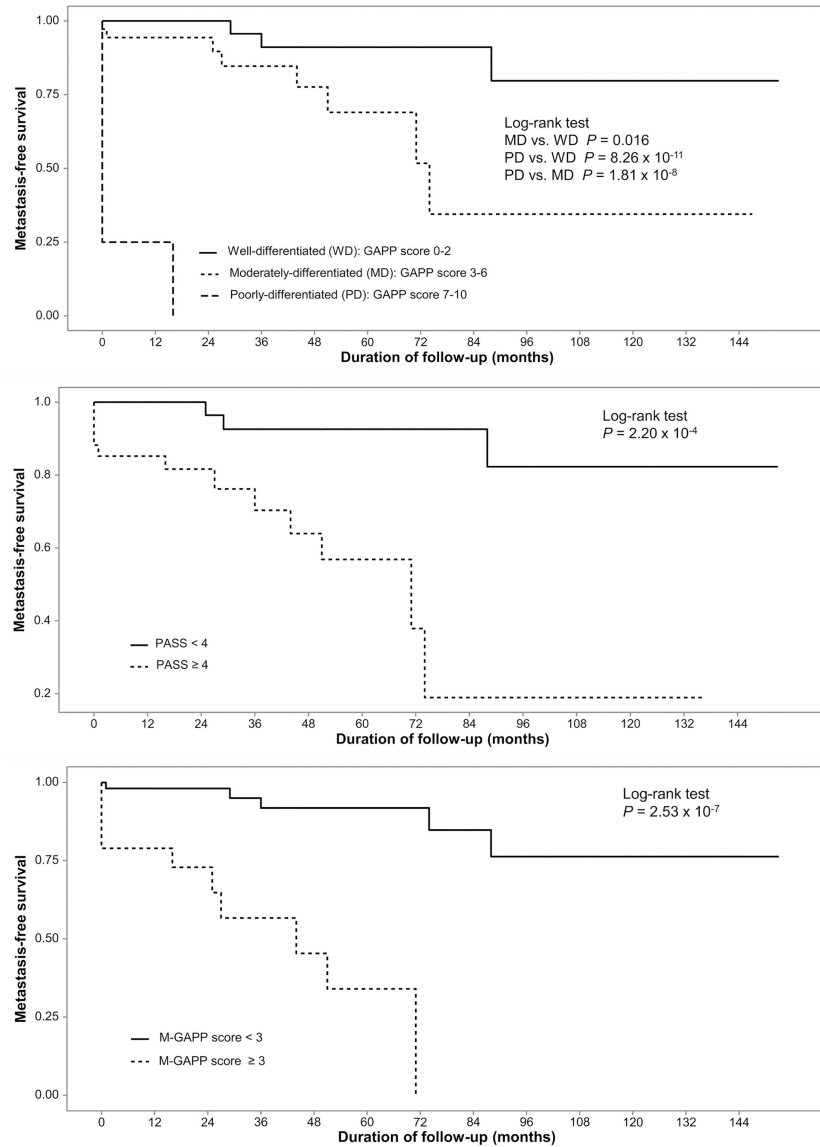 1.00
0.75
0.50
0.25
0.00
Metastasis-free survival
Log-rank test
MD vs. WD P = 0.016
PD vs. WD P = 8.26 x 10⁻¹¹
PD vs. MD P = 1.81 x 10⁻⁸
Well-differentiated (WD): GAPP score 0-2
Moderately-differentiated (MD): GAPP score 3-6
Poorly-differentiated (PD): GAPP score 7-10
0 12 24 36 48 60 72 84 96 108 120 132 144
Duration of follow-up (months)
1.0
0.8
0.6
0.4
0.2
Metastasis-free survival
Log-rank test
P = 2.20 x 10⁻⁴
PASS < 4
PASS ≥ 4
0 12 24 36 48 60 72 84 96 108 120 132 144
Duration of follow-up (months)
1.00
0.75
0.50
0.25
0.00
Metastasis-free survival
Log-rank test
P = 2.53 x 10⁻⁷
M-GAPP score < 3
M-GAPP score ≥ 3
0 12 24 36 48 60 72 84 96 108 120 132 144
Duration of follow-up (months)